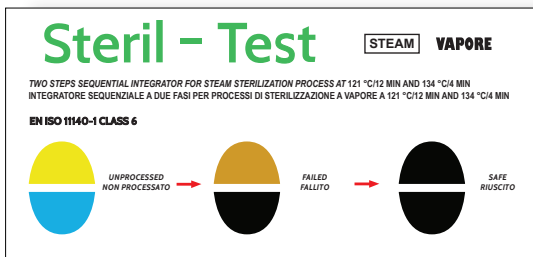 Steril - Test
STEAM VAPORE
TWO STEPS SEQUENTIAL INTEGRATOR FOR STEAM STERILIZATION PROCESS AT 121 °C/12 MIN AND 134 °C/4 MIN
INTEGRATORE SEQUENZIALE A DUE FASI PER PROCESSI DI STERILIZZAZIONE A VAPORE A 121 °C/12 MIN AND 134 °C/4 MIN
EN ISO 11140-1 CLASS 6
UNPROCESSED
NON PROCESSATO
FAILED
FALLITO
SAFE
RIUSCITO